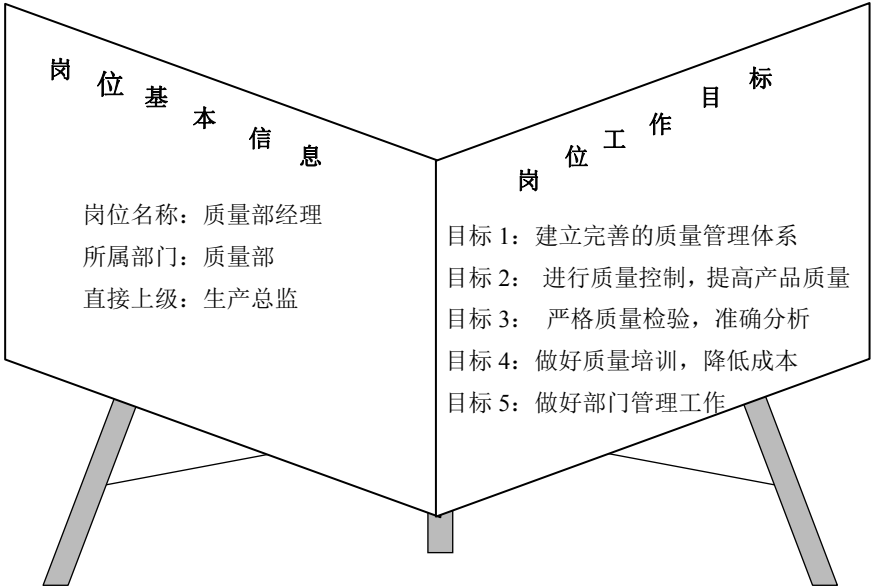 岗位基本信息
岗位名称：质量部经理
所属部门：质量部
直接上级：生产总监
岗位工作目标
目标 1：建立完善的质量管理体系
目标 2： 进行质量控制，提高产品质量
目标 3： 严格质量检验，准确分析
目标 4：做好质量培训，降低成本
目标 5：做好部门管理工作